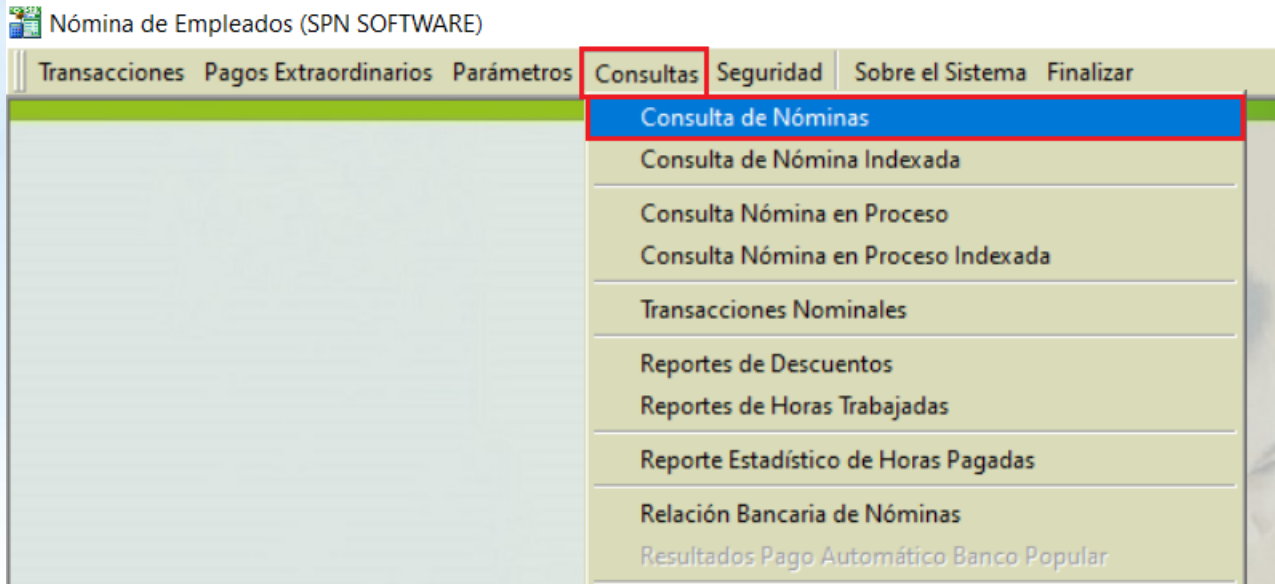 Nómina de Empleados (SPN SOFTWARE)
Transacciones Pagos Extraordinarios Parámetros Consultas Seguridad Sobre el Sistema Finalizar
Consulta de Nóminas
Consulta de Nómina Indexada
Consulta Nómina en Proceso
Consulta Nómina en Proceso Indexada
Transacciones Nominales
Reportes de Descuentos
Reportes de Horas Trabajadas
Reporte Estadístico de Horas Pagadas
Relación Bancaria de Nóminas
Resultados Pago Automático Banco Popular